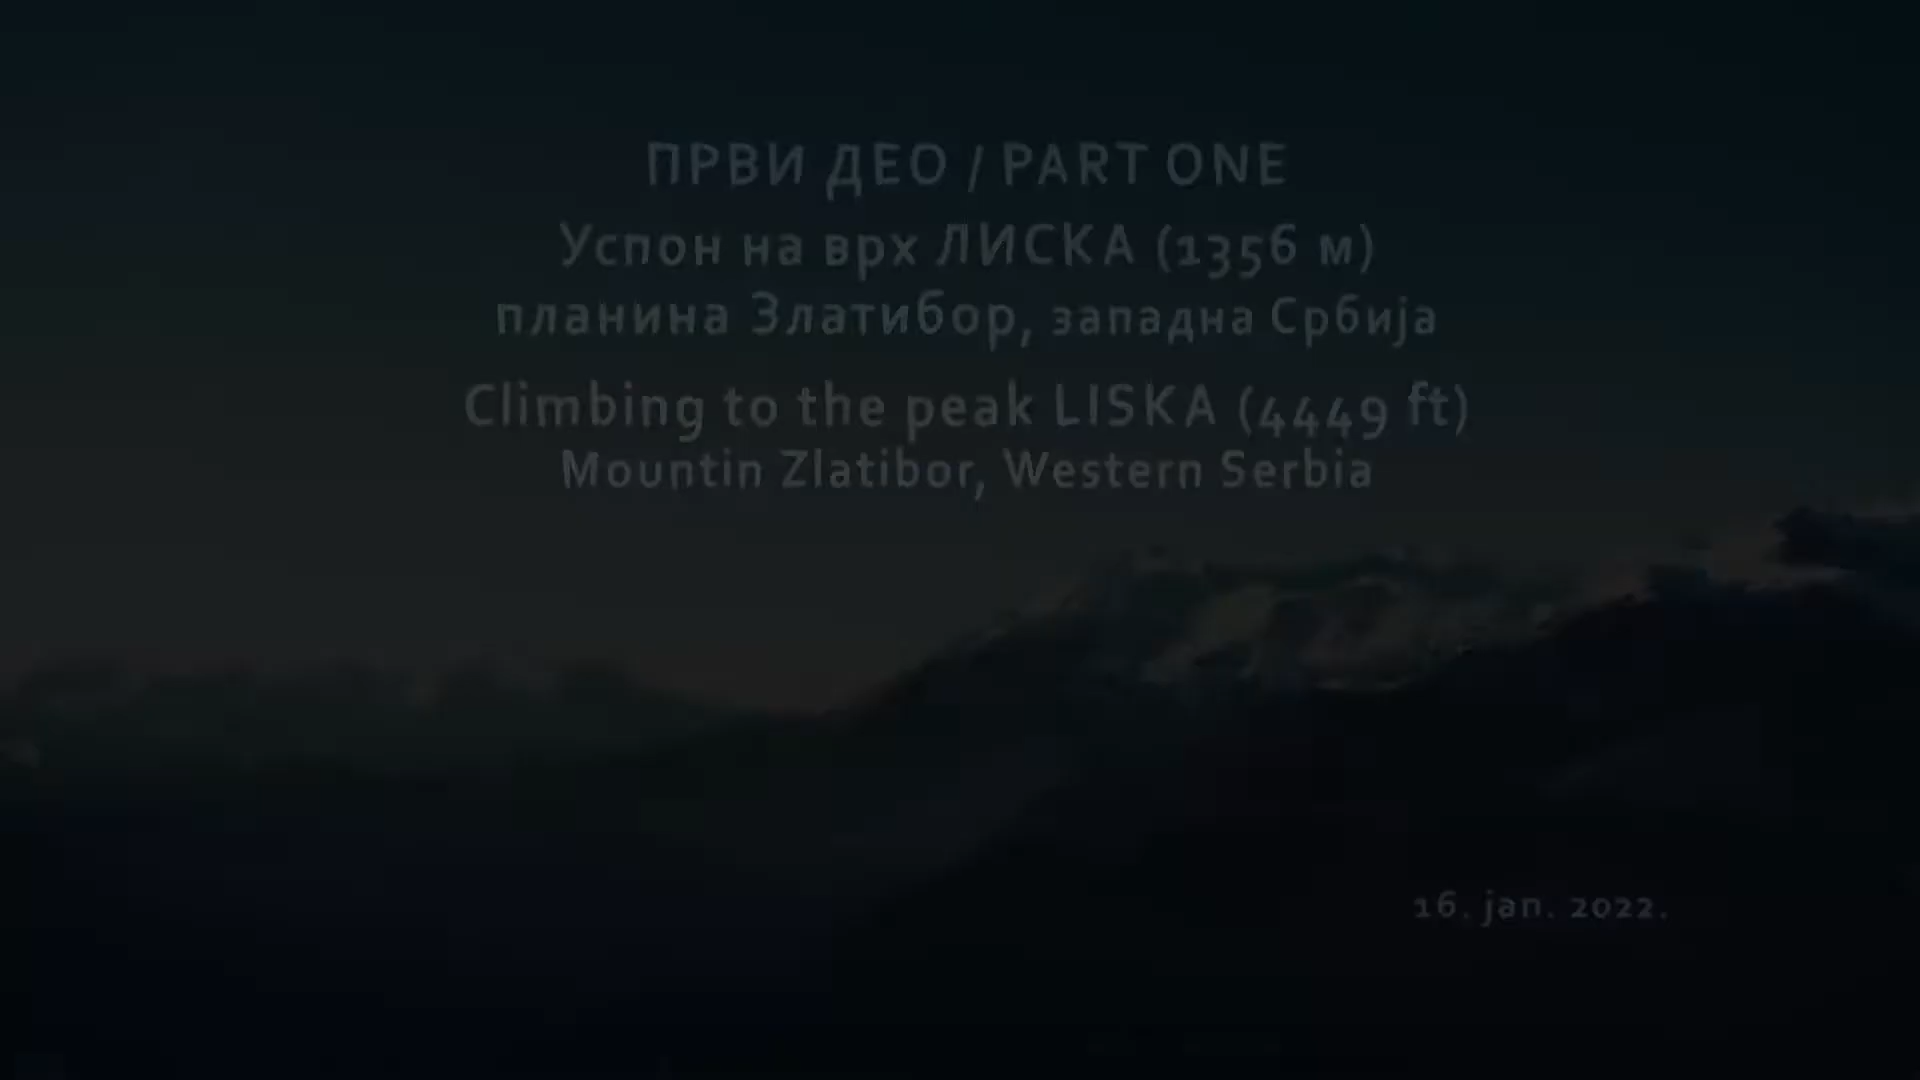 ПРВИ ДЕО / PART ONE
Успон на врх ЛИСКА (1356 м)
планина Златибор, западна Србија
Climbing to the peak LISKA (4449 ft)
Mountin Zlatibor, Western Serbia
16. jan. 2022.